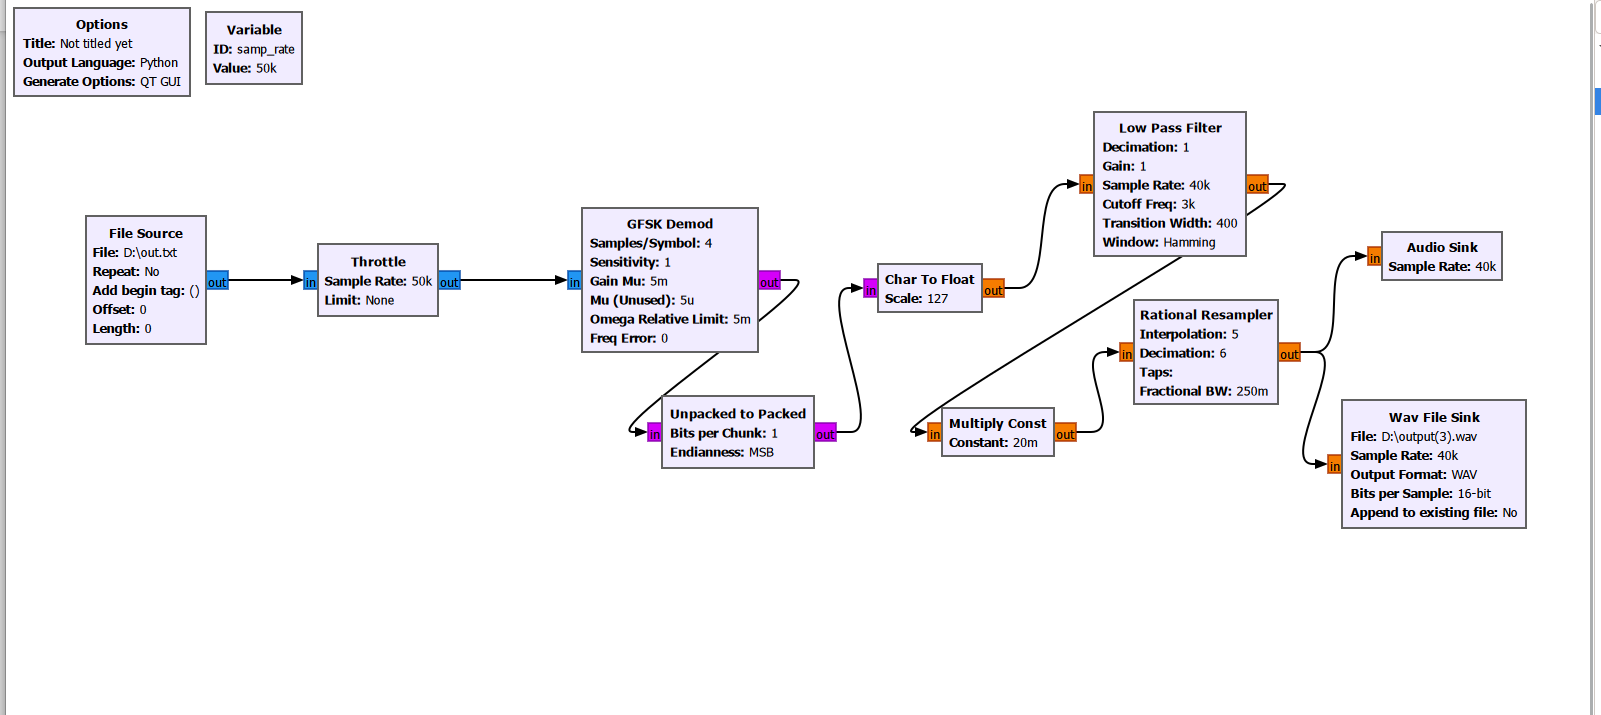 Options
Title: Not titled yet
Output Language: Python
Generate Options: QT GUI
Variable
ID: samp_rate
Value: 50k
File Source
File: D:\out.txt
Repeat: No
Add begin tag: ()
Offset: 0
Length: 0
out
in
Throttle
Sample Rate: 50k
Limit: None
out
in
GFSK Demod
Samples/Symbol: 4
Sensitivity: 1
Gain Mu: 5m
Mu (Unused): 5u
Omega Relative Limit: 5m
Freq Error: 0
out
in
Unpacked to Packed
Bits per Chunk: 1
Endianness: MSB
out
in
Char To Float
Scale: 127
out
in
Low Pass Filter
Decimation: 1
Gain: 1
Sample Rate: 40k
Cutoff Freq: 3k
Transition Width: 400
Window: Hamming
out
in
Multiply Const
Constant: 20m
out
in
Rational Resampler
Interpolation: 5
Decimation: 6
Taps:
Fractional BW: 250m
out
in
Audio Sink
Sample Rate: 40k
in
Wav File Sink
File: D:\output(3).wav
Sample Rate: 40k
Output Format: WAV
Bits per Sample: 16-bit
Append to existing file: No